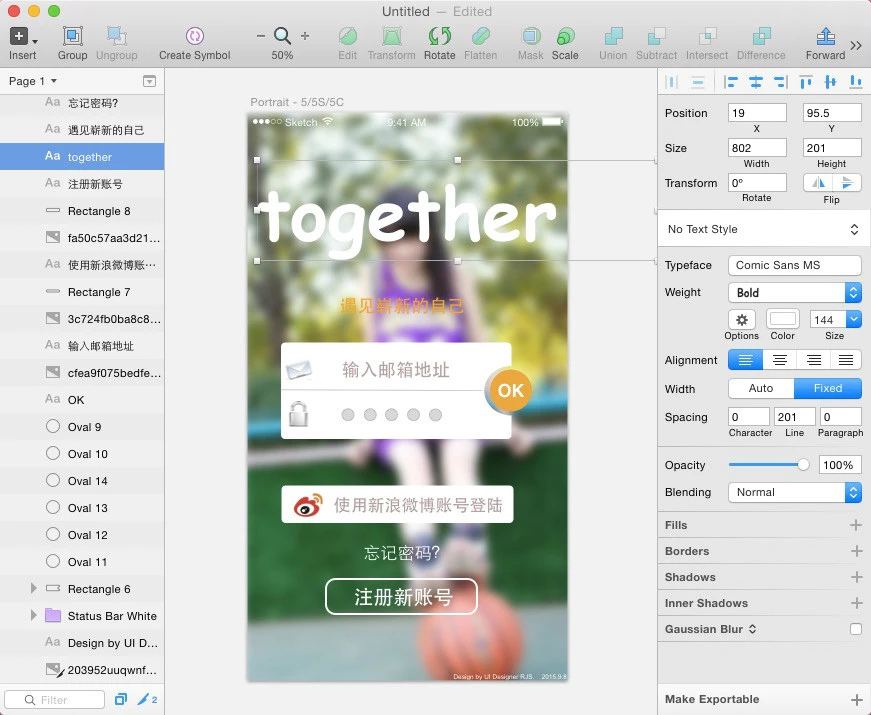 Untitled — Edited
Insert
Group
Ungroup
Create Symbol
50%
Edit
Transform
Rotate
Flatten
Mask
Scale
Union
Subtract
Intersect
Difference
Forward
Page 1
Aa 忘记密码?
Aa 遇见崭新的自己
Aa together
Aa 注册新账号
Rectangle 8
fa50c57aa3d21...
Aa 使用新浪微博账…
Rectangle 7
3c724fb0ba8c8...
Aa 输入邮箱地址
cfea9f075bedfe...
Aa OK
Oval 9
Oval 10
Oval 14
Oval 13
Oval 12
Oval 11
Rectangle 6
Status Bar White
Aa Design by UI D...
203952uuqwnf...
Filter
2
Portrait - 5/5S/5C
Sketch
9:41 AM
100%
together
遇见崭新的自己
输入邮箱地址
OK
使用新浪微博账号登陆
忘记密码?
注册新账号
Design by UI Designer RJS. 2015.9.8
Position 19 95.5
X Y
Size 802 201
Width Height
Transform 0°
Rotate Flip
No Text Style
Typeface Comic Sans MS
Weight Bold
144
Options Color Size
Alignment
Width Auto Fixed
Spacing 0 201 0
Character Line Paragraph
Opacity 100%
Blending Normal
Fills
Borders
Shadows
Inner Shadows
Gaussian Blur
Make Exportable